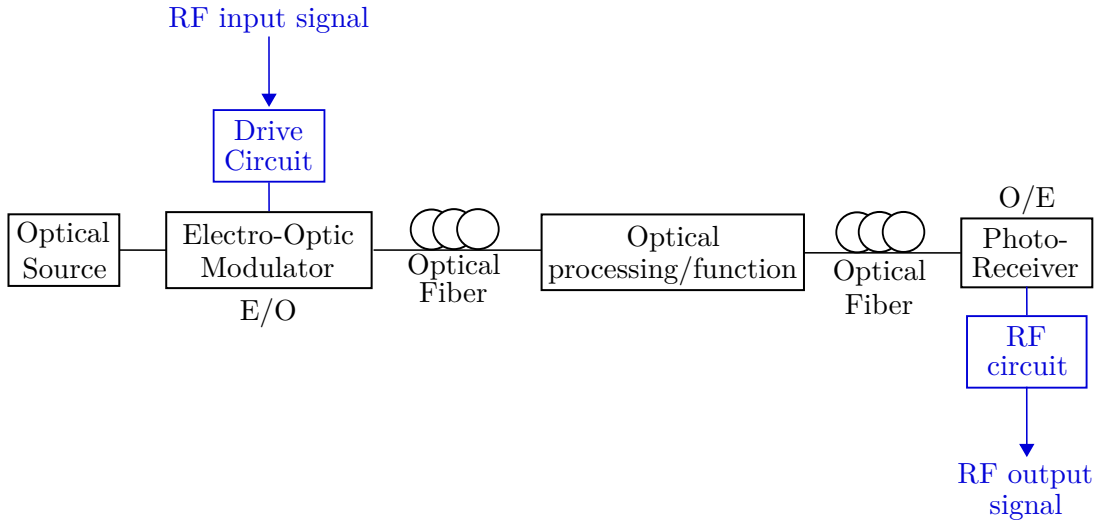 RF input signal
Drive
Circuit
Optical
Source
Electro-Optic
Modulator
E/O
Optical
Fiber
Optical
processing/function
Optical
Fiber
O/E
Photo-
Receiver
RF
circuit
RF output
signal